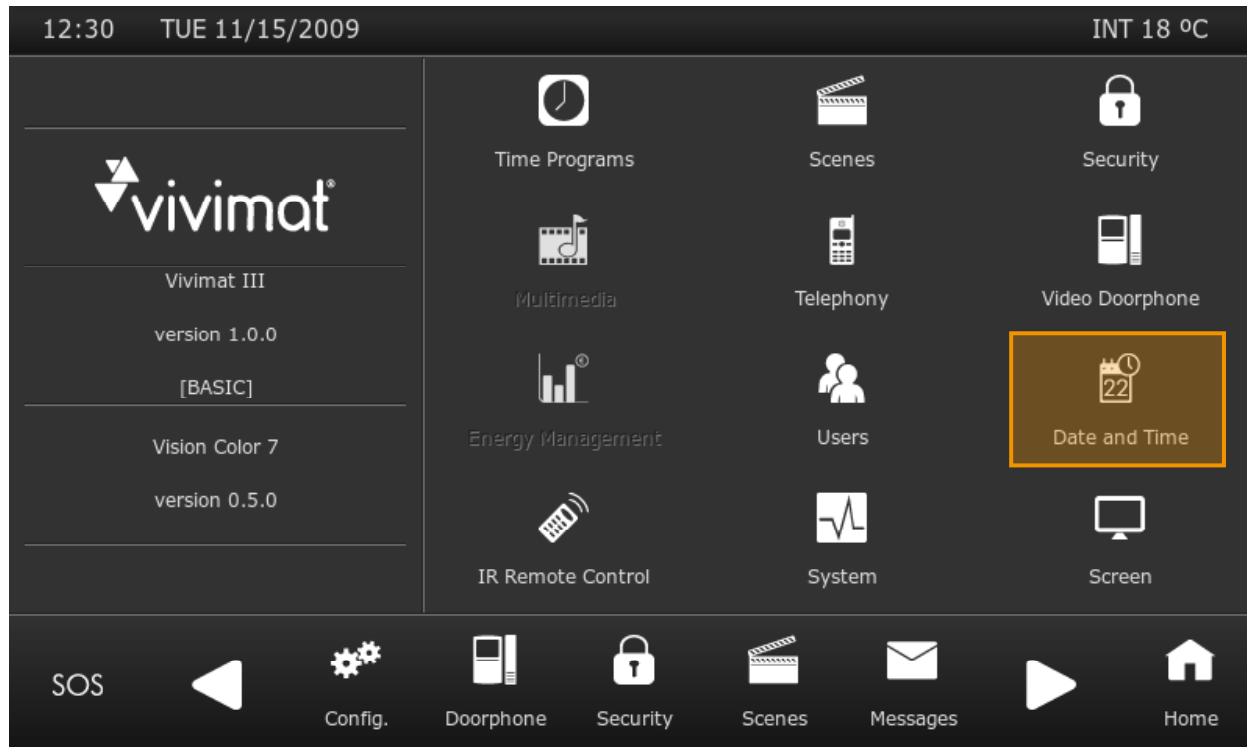 12:30 TUE 11/15/2009 INT 18 ºC
vivimat®
Vivimat III
version 1.0.0
[BASIC]
Vision Color 7
version 0.5.0
Time Programs
Scenes
Security
Multimedia
Telephony
Video Doorphone
€
Energy Management
Users
22
Date and Time
IR Remote Control
System
Screen
SOS
Config.
Doorphone
Security
Scenes
Messages
Home